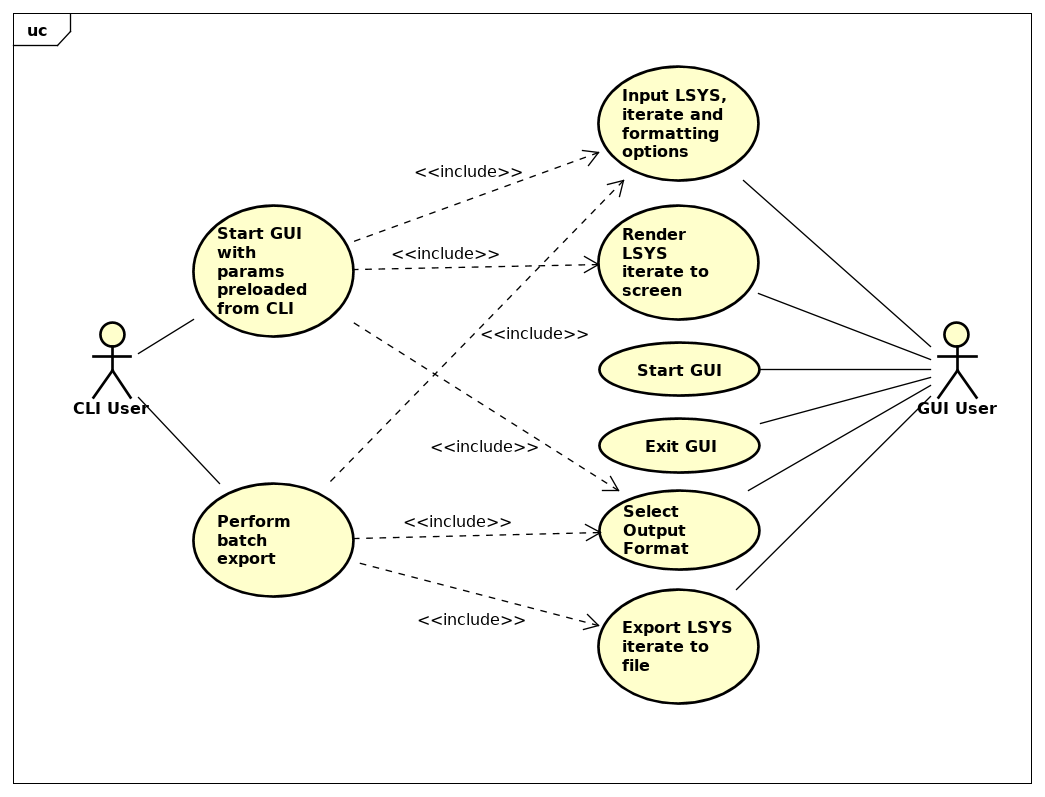 uc
Input LSYS,
iterate and
formatting
options
<<include>>
Start GUI
with
params
preloaded
from CLI
<<include>>
Render
LSYS
iterate to
screen
<<include>>
Start GUI
CLI User
GUI User
<<include>>
Exit GUI
Perform
batch
export
<<include>>
Select
Output
Format
<<include>>
Export LSYS
iterate to
file